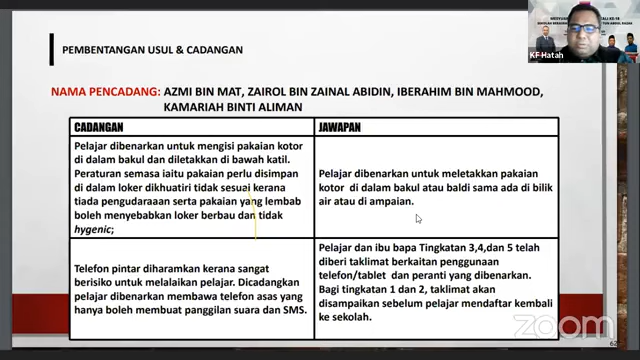 PEMBENTANGAN USUL & CADANGAN
KF Hatah
NAMA PENCADANG: AZMI BIN MAT, ZAIROL BIN ZAINAL ABIDIN, IBERAHIM BIN MAHMOOD,
KAMARIAH BINTI ALIMAN
CADANGAN
JAWAPAN
Pelajar dibenarkan untuk mengisi pakaian kotor
di dalam bakul dan diletakkan di bawah katil.
Peraturan semasa iaitu pakaian perlu disimpan
di dalam loker dikhuatiri tidak sesuai kerana
tiada pengudaraaan serta pakaian yang lembab
boleh menyebabkan loker berbau dan tidak
hygenic;
Pelajar dibenarkan untuk meletakkan pakaian
kotor di dalam bakul atau baldi sama ada di bilik
air atau di ampaian.
Telefon pintar diharamkan kerana sangat
berisiko untuk melalaikan pelajar. Dicadangkan
pelajar dibenarkan membawa telefon asas yang
hanya boleh membuat panggilan suara dan SMS.
Pelajar dan ibu bapa Tingkatan 3,4,dan 5 telah
diberi taklimat berkaitan penggunaan
telefon/tablet dan peranti yang dibenarkan.
Bagi tingkatan 1 dan 2, taklimat akan
disampaikan sebelum pelajar mendaftar kembali
ke sekolah.
zoom